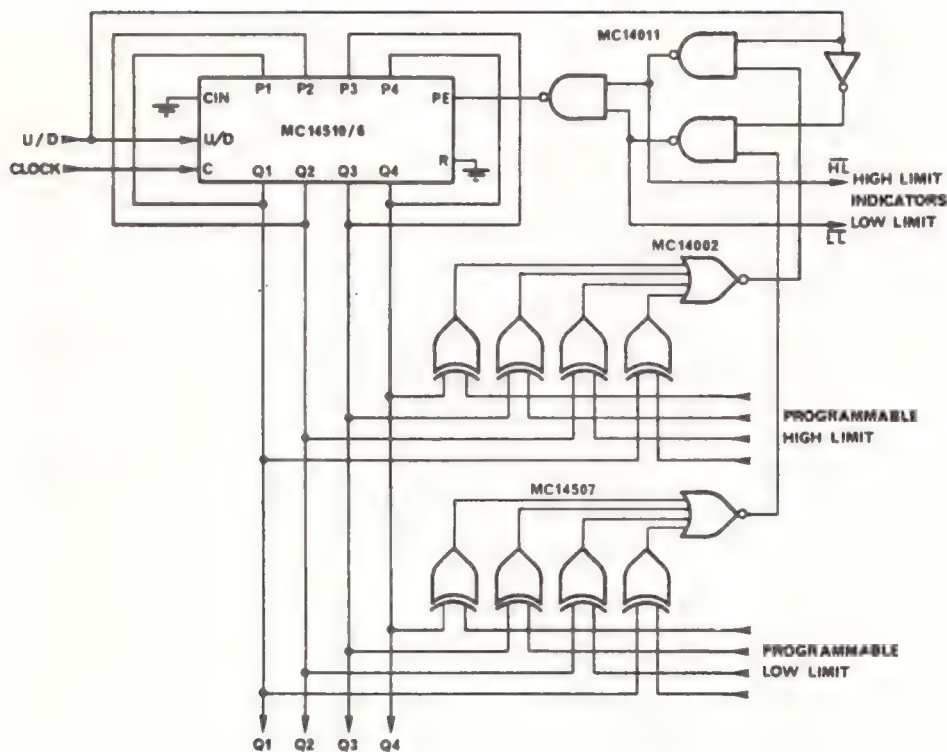 MC14011
P1 P2 P3 P4
CIN
PE
MC14510/6
U/D
U/D
R
CLOCK
C
Q1 Q2 Q3 Q4
HL
HIGH LIMIT
INDICATORS
LOW LIMIT
LL
MC14002
PROGRAMMABLE
HIGH LIMIT
MC14507
PROGRAMMABLE
LOW LIMIT
Q1 Q2 Q3 Q4